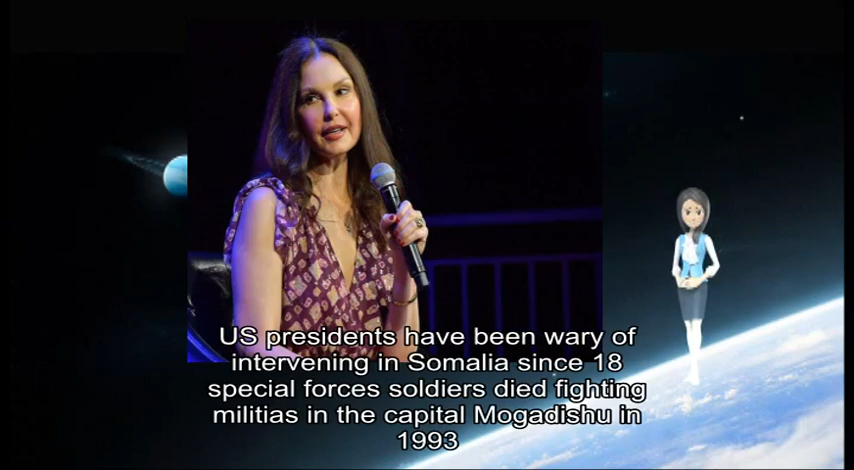 US presidents have been wary of
intervening in Somalia since 18
special forces soldiers died fighting
militias in the capital Mogadishu in
1993